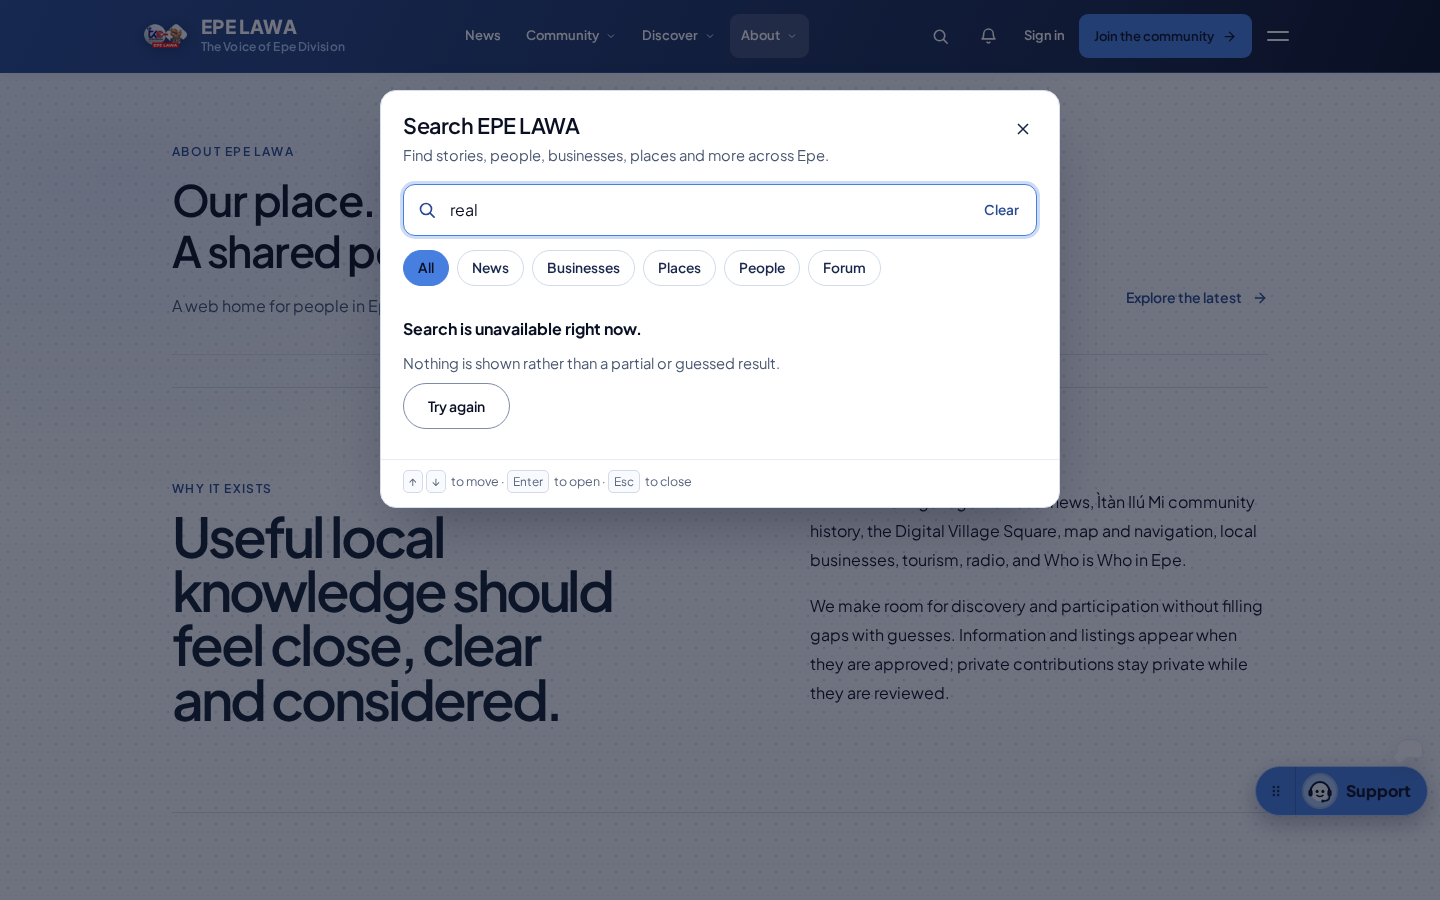 EPE LAWA
The Voice of Epe Division
News
Community
Discover
About
Sign in
Join the community
Search EPE LAWA
Find stories, people, businesses, places and more across Epe.
real
Clear
All
News
Businesses
Places
People
Forum
Search is unavailable right now.
Nothing is shown rather than a partial or guessed result.
Try again
↑ ↓ to move · Enter to open · Esc to close
ABOUT EPE LAWA
Our place.
A shared
A web home for people in
Explore the latest
WHY IT EXISTS
Useful local
knowledge should
feel close, clear
and considered.
news, Ìtàn Ilú Mi community
history, the Digital Village Square, map and navigation, local
businesses, tourism, radio, and Who is Who in Epe.
We make room for discovery and participation without filling
gaps with guesses. Information and listings appear when
they are approved; private contributions stay private while
they are reviewed.
Support